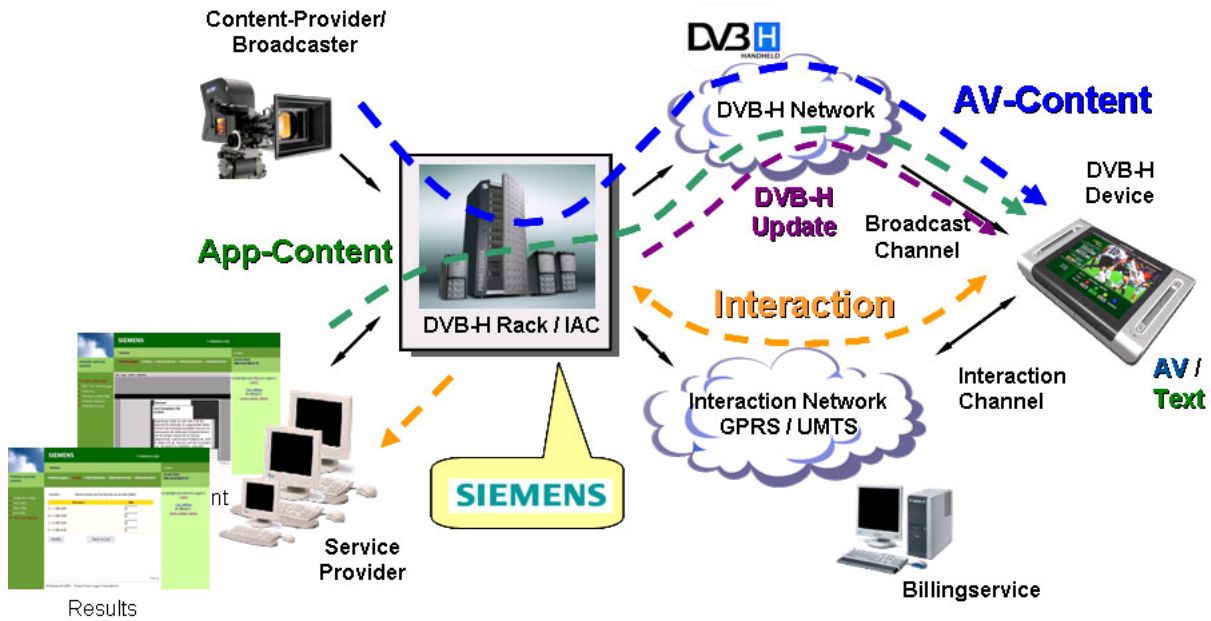 Content-Provider/
Broadcaster
DVB H
HANDHELD
DVB-H Network
AV-Content
DVB-H
Device
DVB-H
Update
Broadcast
Channel
App-Content
DVB-H Rack / IAC
Interaction
Interaction Network
GPRS / UMTS
Interaction
Channel
AV /
Text
SIEMENS
SIEMENS
SIEMENS
Service
Provider
Billingservice
Results